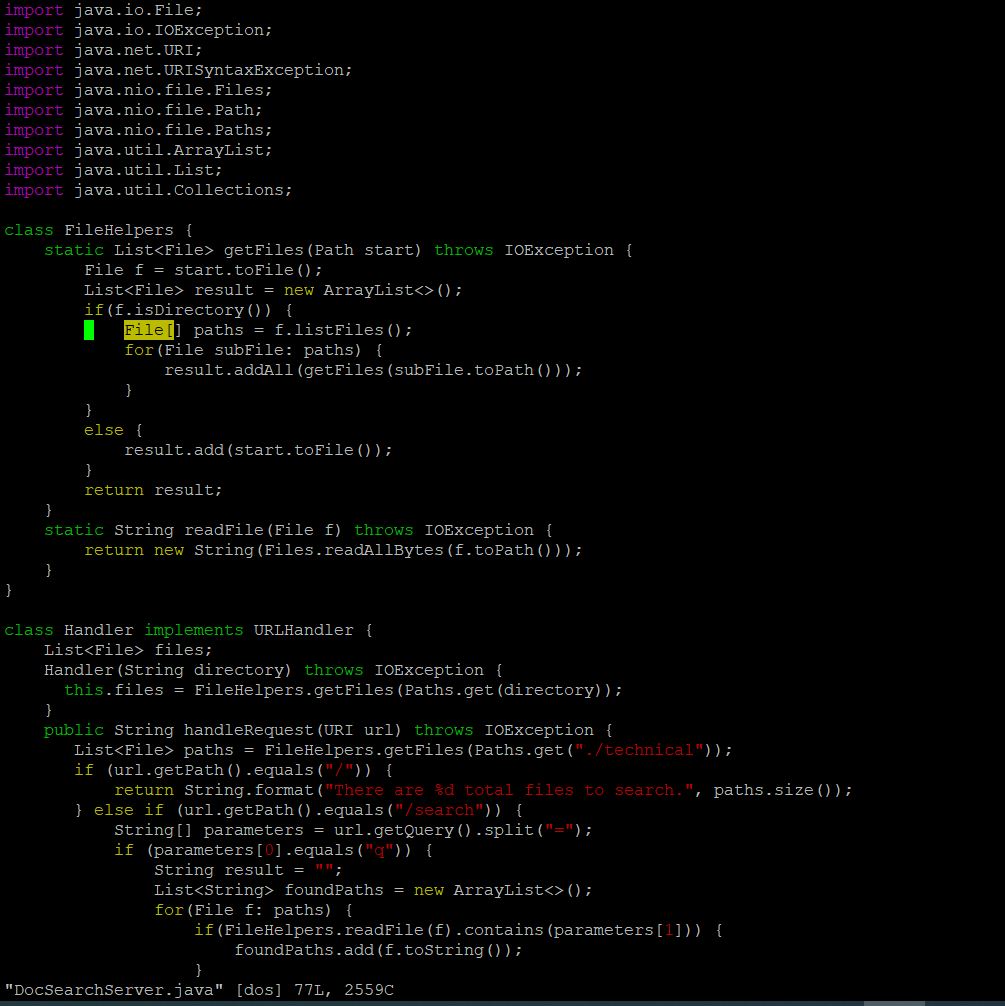 import java.io.File;
import java.io.IOException;
import java.net.URI;
import java.net.URISyntaxException;
import java.nio.file.Files;
import java.nio.file.Path;
import java.nio.file.Paths;
import java.util.ArrayList;
import java.util.List;
import java.util.Collections;

class FileHelpers {
    static List<File> getFiles(Path start) throws IOException {
        File f = start.toFile();
        List<File> result = new ArrayList<>();
        if(f.isDirectory()) {
            File[] paths = f.listFiles();
            for(File subFile: paths) {
                result.addAll(getFiles(subFile.toPath()));
            }
        }
        else {
            result.add(start.toFile());
        }
        return result;
    }
    static String readFile(File f) throws IOException {
        return new String(Files.readAllBytes(f.toPath()));
    }
}

class Handler implements URLHandler {
    List<File> files;
    Handler(String directory) throws IOException {
      this.files = FileHelpers.getFiles(Paths.get(directory));
    }
    public String handleRequest(URI url) throws IOException {
       List<File> paths = FileHelpers.getFiles(Paths.get("./technical"));
       if (url.getPath().equals("/")) {
           return String.format("There are %d total files to search.", paths.size());
       } else if (url.getPath().equals("/search")) {
           String[] parameters = url.getQuery().split("=");
           if (parameters[0].equals("q")) {
               String result = "";
               List<String> foundPaths = new ArrayList<>();
               for(File f: paths) {
                   if(FileHelpers.readFile(f).contains(parameters[1])) {
                       foundPaths.add(f.toString());
                   }
"DocSearchServer.java" [dos] 77L, 2559C